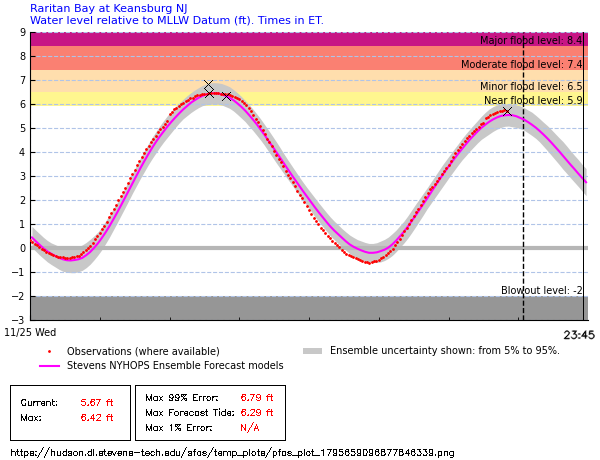 Raritan Bay at Keansburg NJ
Water level relative to MLLW Datum (ft). Times in ET.
9
Major flood level: 8.4
8
Moderate flood level: 7.4
7
Minor flood level: 6.5
6
Near flood level: 5.9
5
4
3
2
1
0
−1
Blowout level: -2
−2
−3
11/25 Wed
23:45
Observations (where available)
Stevens NYHOPS Ensemble Forecast models
Ensemble uncertainty shown: from 5% to 95%.
Current: 5.67 ft
Max: 6.42 ft
Max 99% Error: 6.79 ft
Max Forecast Tide: 6.29 ft
Max 1% Error: N/A
https://hudson.dl.stevens-tech.edu/sfas/temp_plots/pfas_plot_1795659096877846339.png